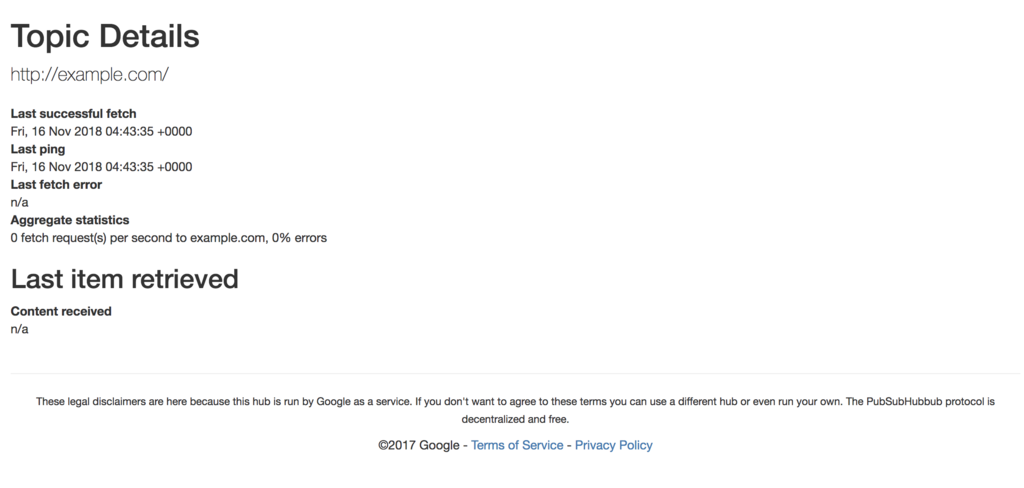 Topic Details
http://example.com/
Last successful fetch
Fri, 16 Nov 2018 04:43:35 +0000
Last ping
Fri, 16 Nov 2018 04:43:35 +0000
Last fetch error
n/a
Aggregate statistics
0 fetch request(s) per second to example.com, 0% errors
Last item retrieved
Content received
n/a
These legal disclaimers are here because this hub is run by Google as a service. If you don't want to agree to these terms you can use a different hub or even run your own. The PubSubHubbub protocol is
decentralized and free.
©2017 Google - Terms of Service - Privacy Policy